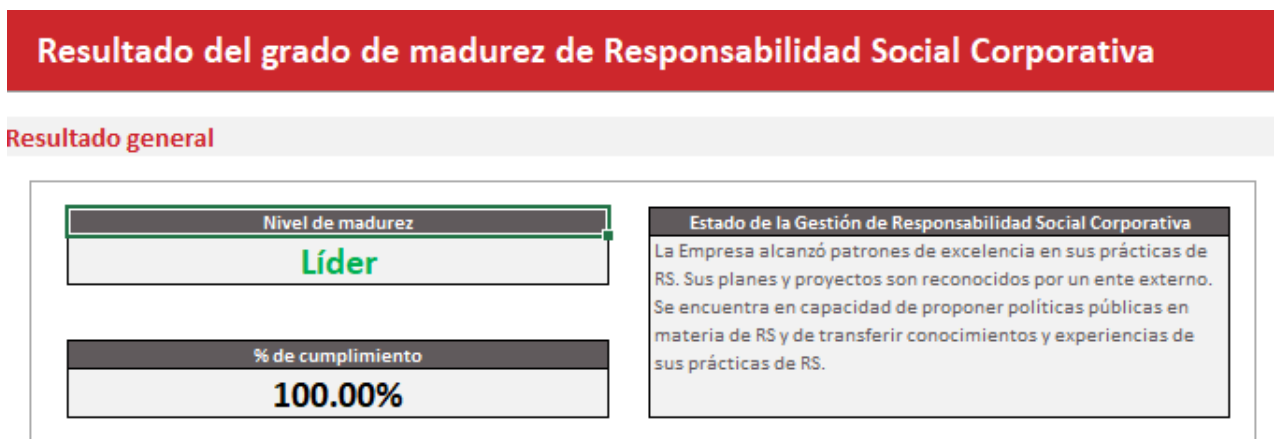 Resultado del grado de madurez de Responsabilidad Social Corporativa
Resultado general
Nivel de madurez
Líder
% de cumplimiento
100.00%
Estado de la Gestión de Responsabilidad Social Corporativa
La Empresa alcanzó patrones de excelencia en sus prácticas de
RS. Sus planes y proyectos son reconocidos por un ente externo.
Se encuentra en capacidad de proponer políticas públicas en
materia de RS y de transferir conocimientos y experiencias de
sus prácticas de RS.